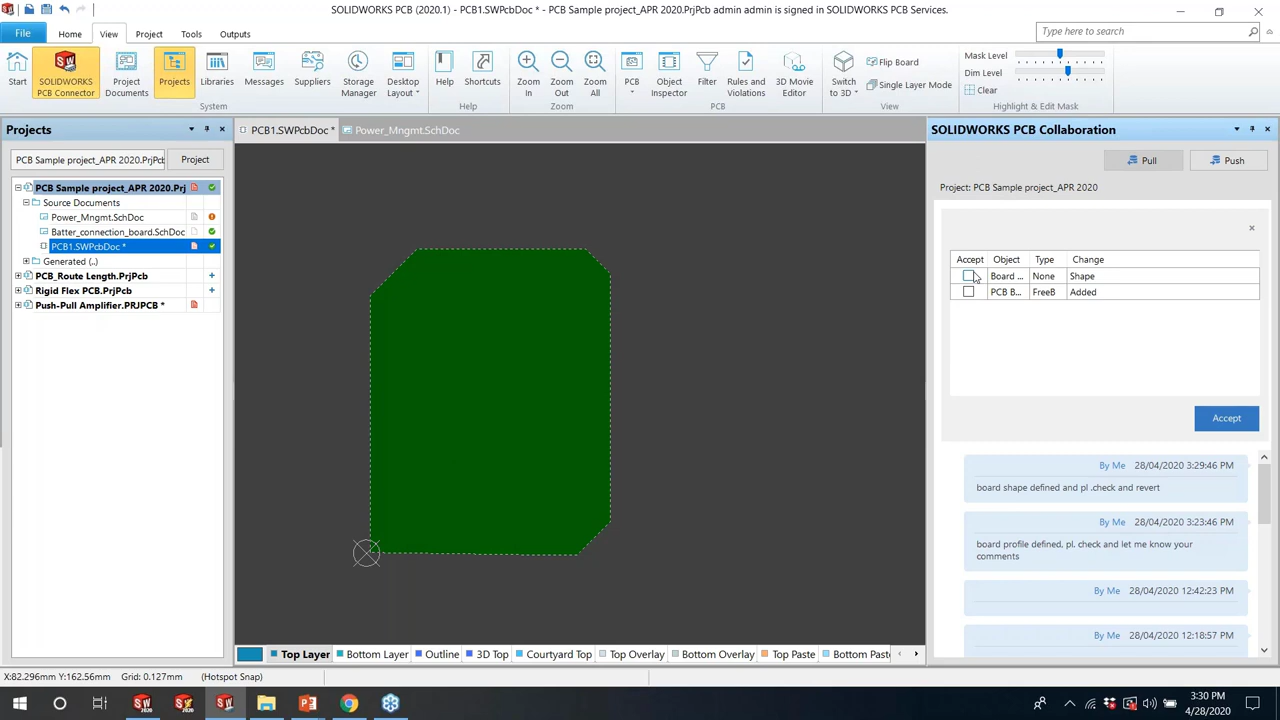 SOLIDWORKS PCB (2020.1) - PCB1.SWPcbDoc * - PCB Sample project_APR 2020.PrjPcb admin admin is signed in SOLIDWORKS PCB Services.
File Home View Project Tools Outputs
Type here to search
Start
SOLIDWORKS PCB Connector
Project Documents
Projects
Libraries
Messages
Suppliers
Storage Manager
Desktop Layout
Help
Shortcuts
Zoom In
Zoom Out
Zoom All
PCB
Object Inspector
Filter
Rules and Violations
3D Movie Editor
Switch to 3D
Flip Board
Single Layer Mode
Mask Level
Dim Level
Clear
System
Help
Zoom
PCB
View
Highlight & Edit Mask
Projects
PCB Sample project_APR 2020.PrjPcb
Project
PCB Sample project_APR 2020.Prj
Source Documents
Power_Mngmt.SchDoc
Batter_connection_board.SchDoc
PCB1.SWPcbDoc *
Generated (..)
PCB_Route Length.PrjPcb
Rigid Flex PCB.PrjPcb
Push-Pull Amplifier.PRJPCB *
PCB1.SWPcbDoc * Power_Mngmt.SchDoc
SOLIDWORKS PCB Collaboration
Pull Push
Project: PCB Sample project_APR 2020
Accept Object Type Change
Board ... None Shape
PCB B... FreeB Added
Accept
By Me 28/04/2020 3:29:46 PM
board shape defined and pl .check and revert
By Me 28/04/2020 3:23:46 PM
board profile defined, pl. check and let me know your
comments
By Me 28/04/2020 12:42:23 PM
By Me 28/04/2020 12:18:57 PM
Top Layer Bottom Layer Outline 3D Top Courtyard Top Top Overlay Bottom Overlay Top Paste Bottom Paste
X:82.296mm Y:162.56mm Grid: 0.127mm (Hotspot Snap)
3:30 PM
4/28/2020